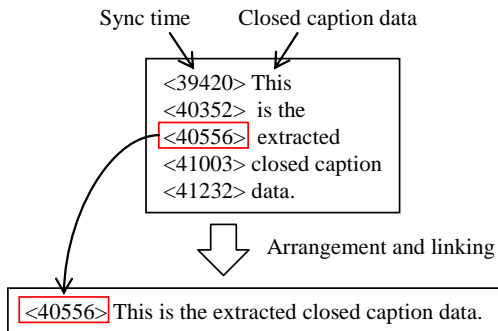 Sync time Closed caption data
<39420> This
<40352> is the
<40556> extracted
<41003> closed caption
<41232> data.
Arrangement and linking
<40556> This is the extracted closed caption data.